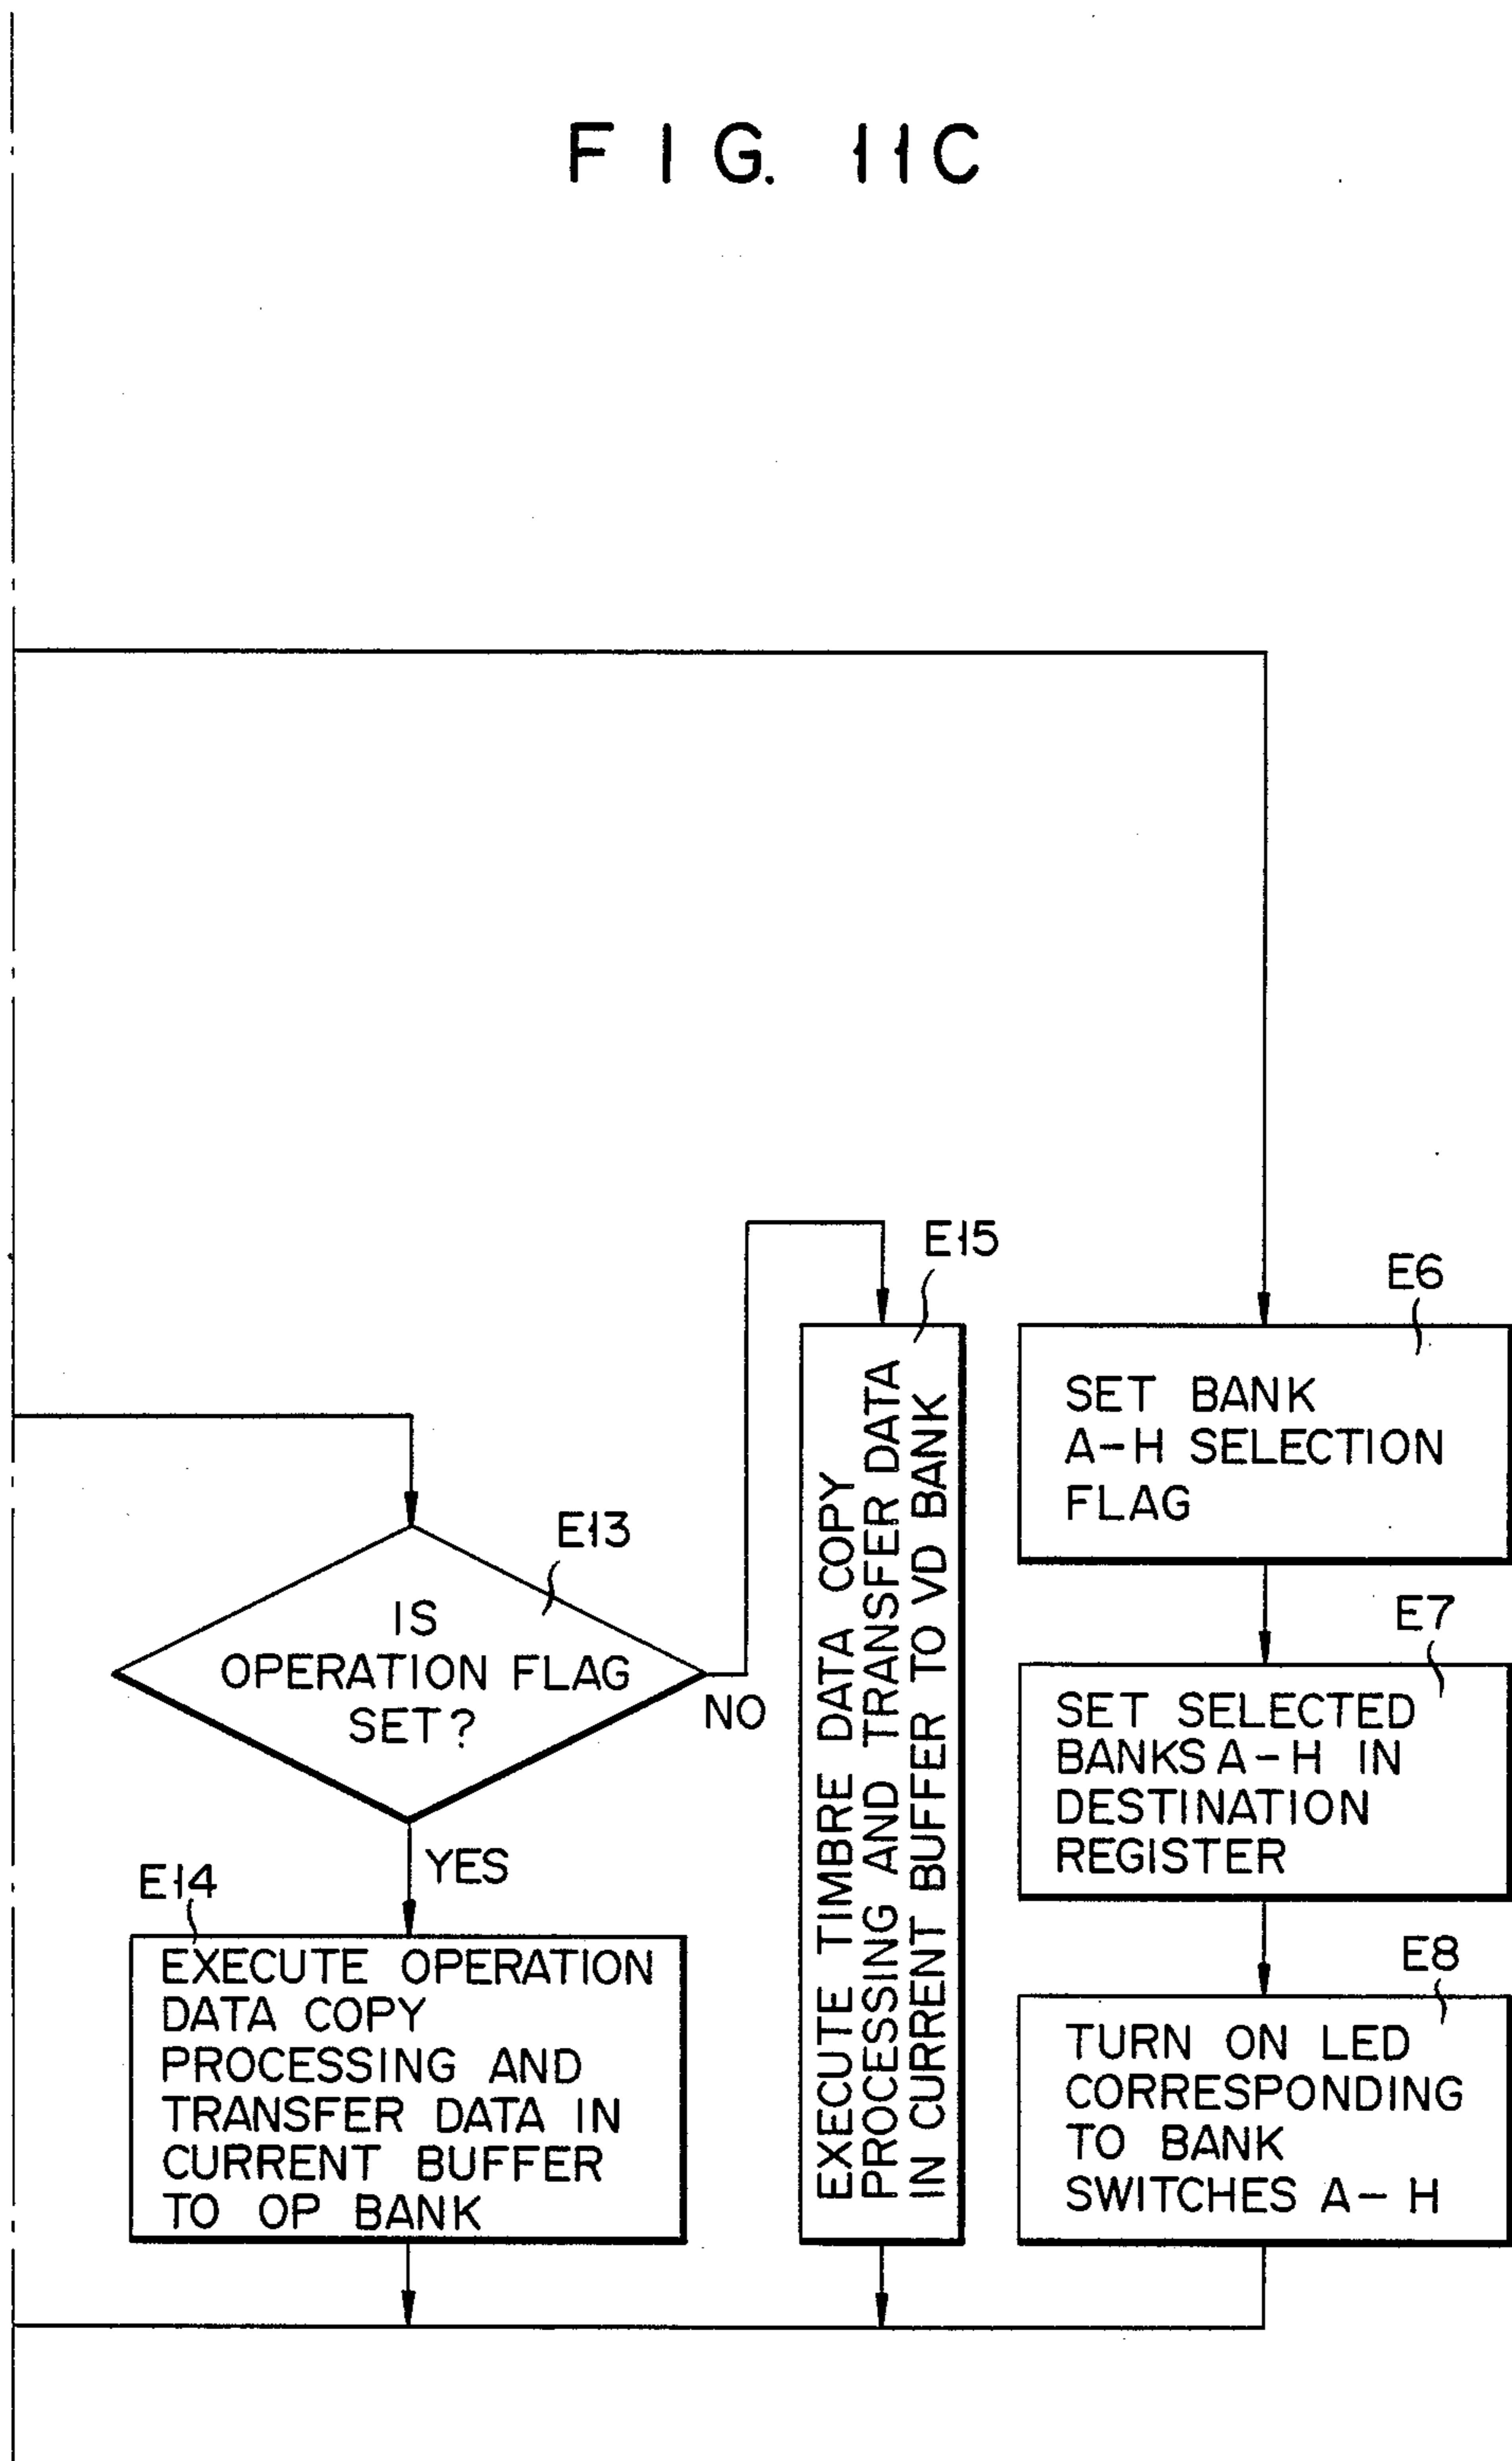 FIG. 11C
E13
IS
OPERATION FLAG
SET?
NO
YES
E14
EXECUTE OPERATION
DATA COPY
PROCESSING AND
TRANSFER DATA IN
CURRENT BUFFER
TO OP BANK
E15
EXECUTE TIMBRE DATA COPY
PROCESSING AND TRANSFER DATA
IN CURRENT BUFFER TO VD BANK
E6
SET BANK
A-H SELECTION
FLAG
E7
SET SELECTED
BANKS A-H IN
DESTINATION
REGISTER
E8
TURN ON LED
CORRESPONDING
TO BANK
SWITCHES A-H